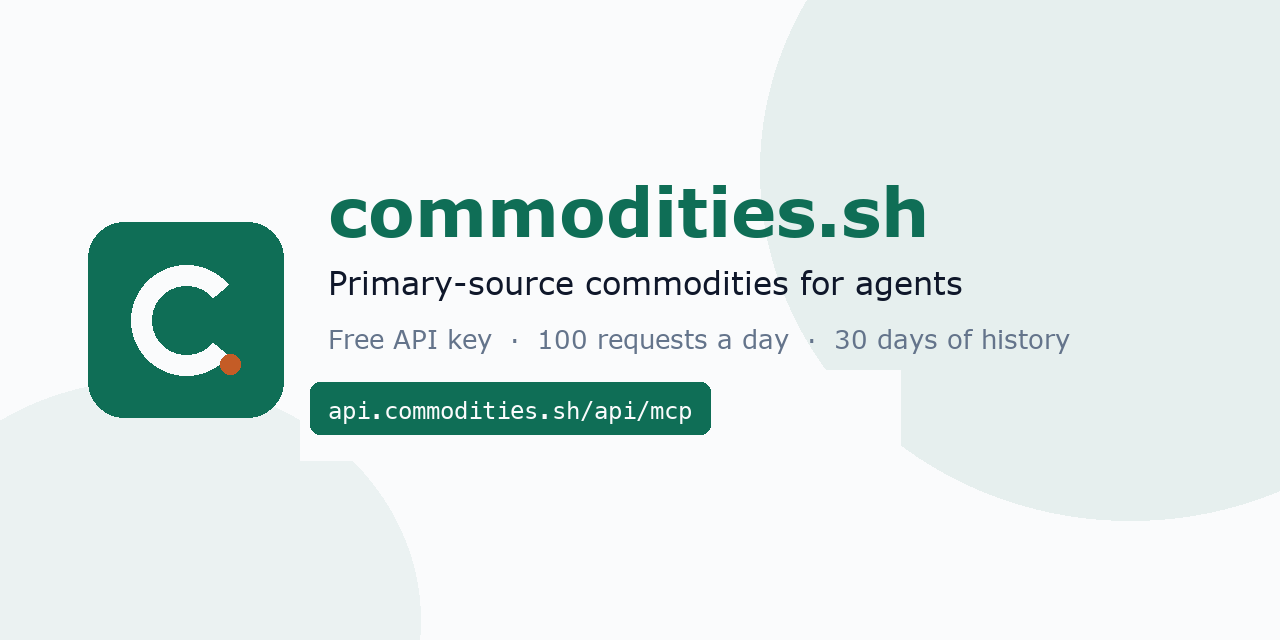 commodities.sh
Primary-source commodities for agents
Free API key · 100 requests a day · 30 days of history
api.commodities.sh/api/mcp